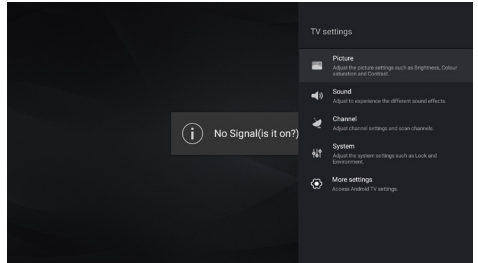 TV settings
Picture
Adjust the picture settings such as Brightness, Colour
saturation and Contrast.
Sound
Adjust to experience the different sound effects.
Channel
Adjust channel settings and scan channels.
No Signal(is it on?)
System
Adjust the system settings such as Lock and
Environment.
More settings
Access Android TV settings.